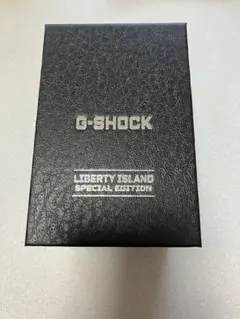 G-SHOCK
LIBERTY ISLAND
SPECIAL EDITION